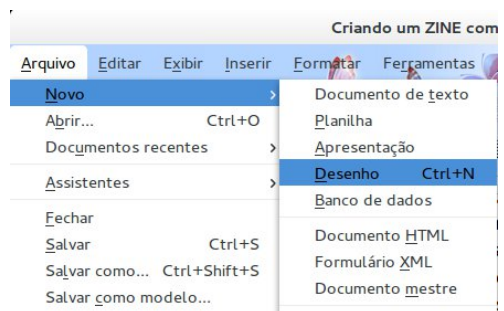 Criando um ZINE com
Arquivo Editar Exibir Inserir Formatar Ferramentas
Novo
Abrir... Ctrl+O
Documentos recentes
Assistentes
Fechar
Salvar Ctrl+S
Salvar como... Ctrl+Shift+S
Salvar como modelo...
Documento de texto
Planilha
Apresentação
Desenho Ctrl+N
Banco de dados
Documento HTML
Formulário XML
Documento mestre